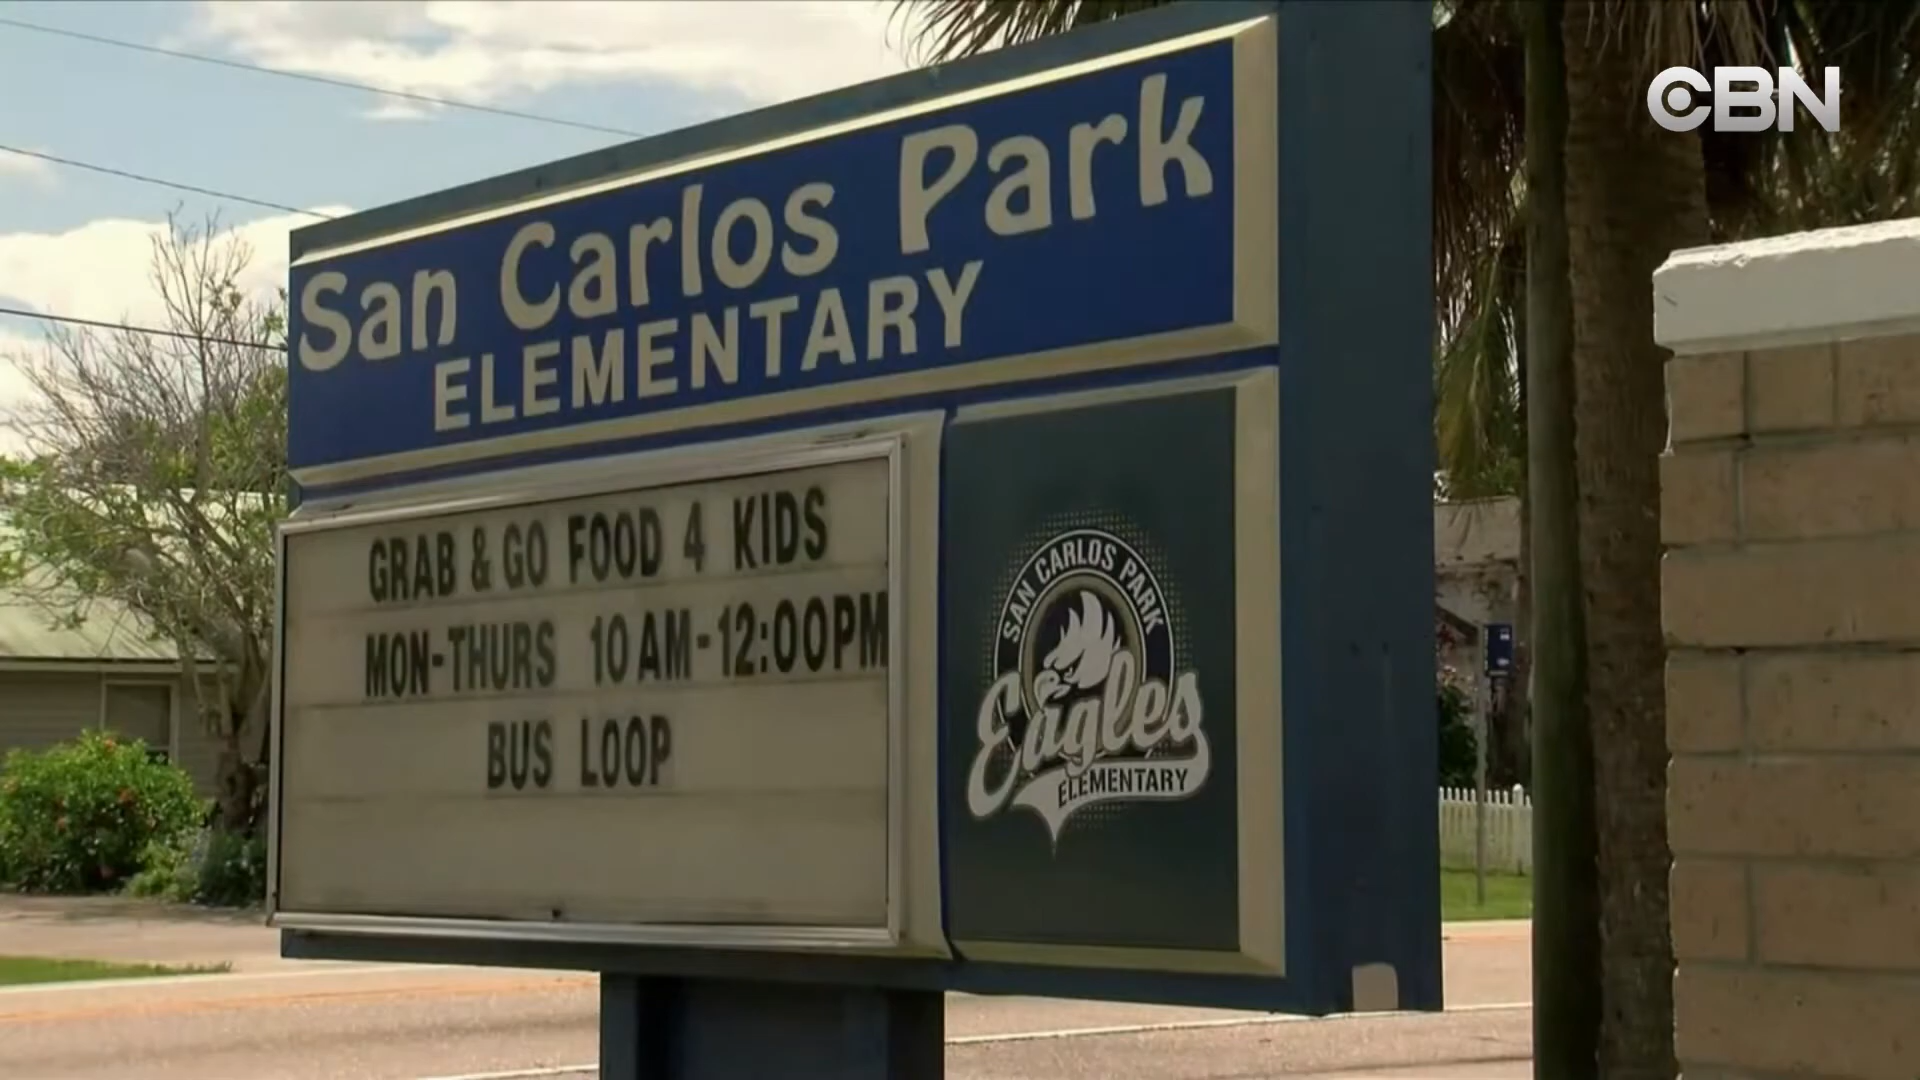 CBN
San Carlos Park
ELEMENTARY
GRAB & GO FOOD 4 KIDS
MON-THURS 10 AM-12:00PM
BUS LOOP
SAN CARLOS PARK
Eagles
ELEMENTARY